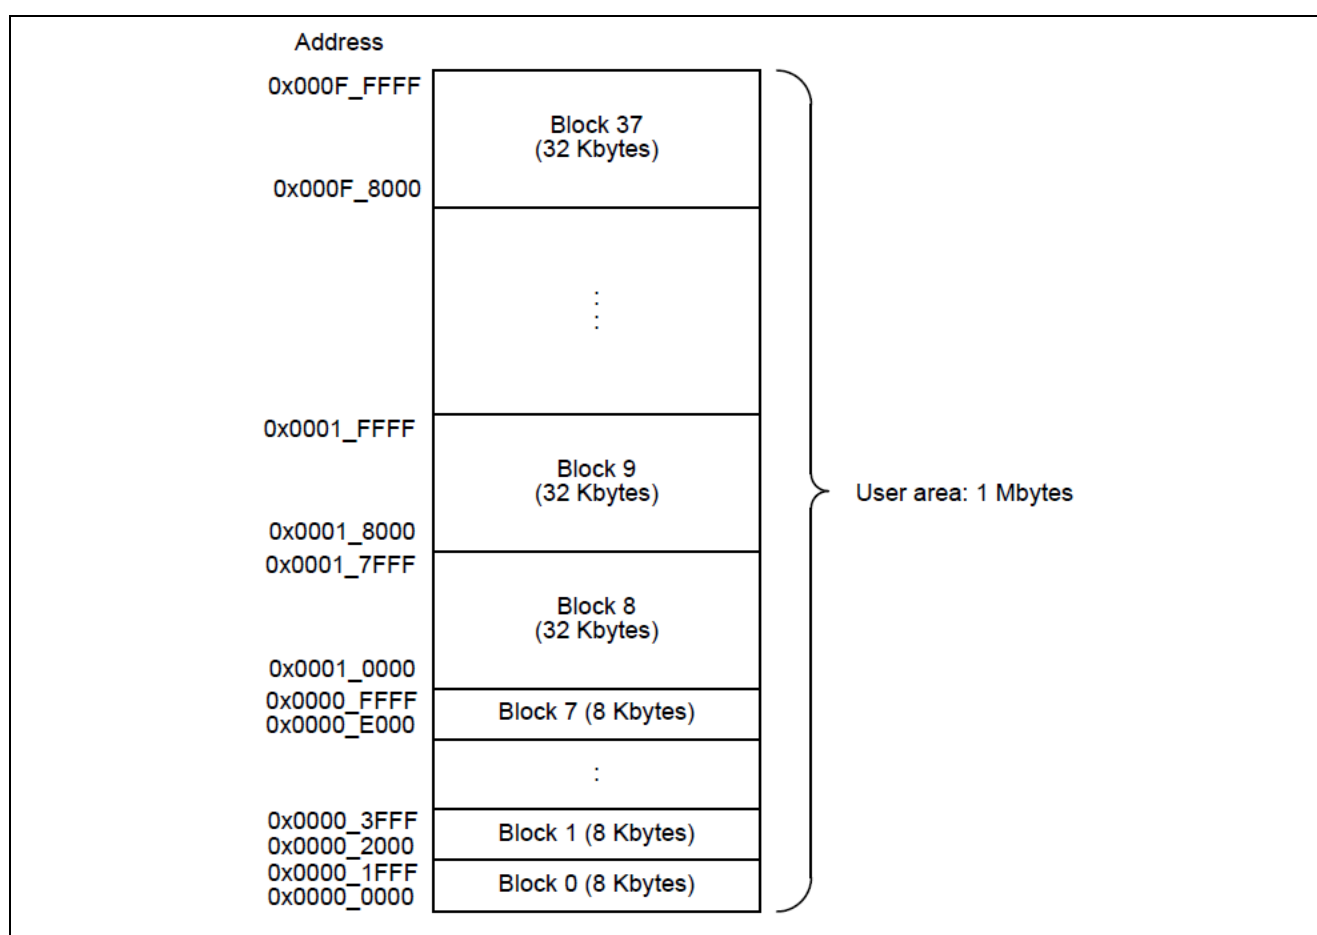 Address
0x000F_FFFF
Block 37
(32 Kbytes)
0x000F_8000
:
:
0x0001_FFFF
Block 9
(32 Kbytes)
User area: 1 Mbytes
0x0001_8000
0x0001_7FFF
Block 8
(32 Kbytes)
0x0001_0000
0x0000_FFFF
Block 7 (8 Kbytes)
0x0000_E000
:
0x0000_3FFF
Block 1 (8 Kbytes)
0x0000_2000
0x0000_1FFF
Block 0 (8 Kbytes)
0x0000_0000